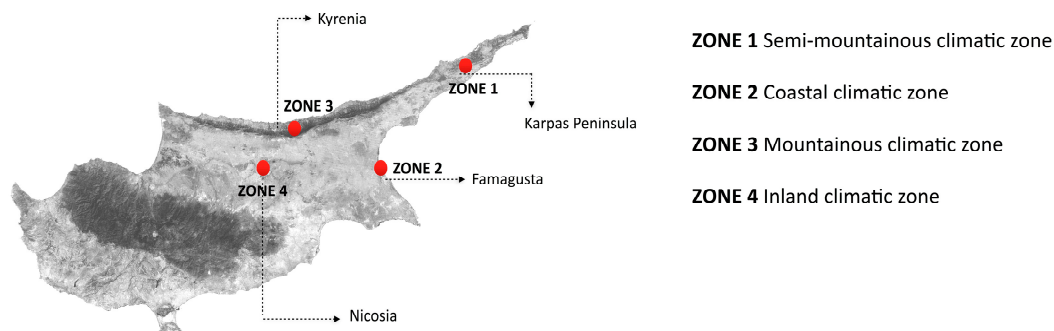 Kyrenia
ZONE 1
Karpas Peninsula
ZONE 3
ZONE 2
Famagusta
ZONE 4
Nicosia
ZONE 1 Semi-mountainous climatic zone
ZONE 2 Coastal climatic zone
ZONE 3 Mountainous climatic zone
ZONE 4 Inland climatic zone